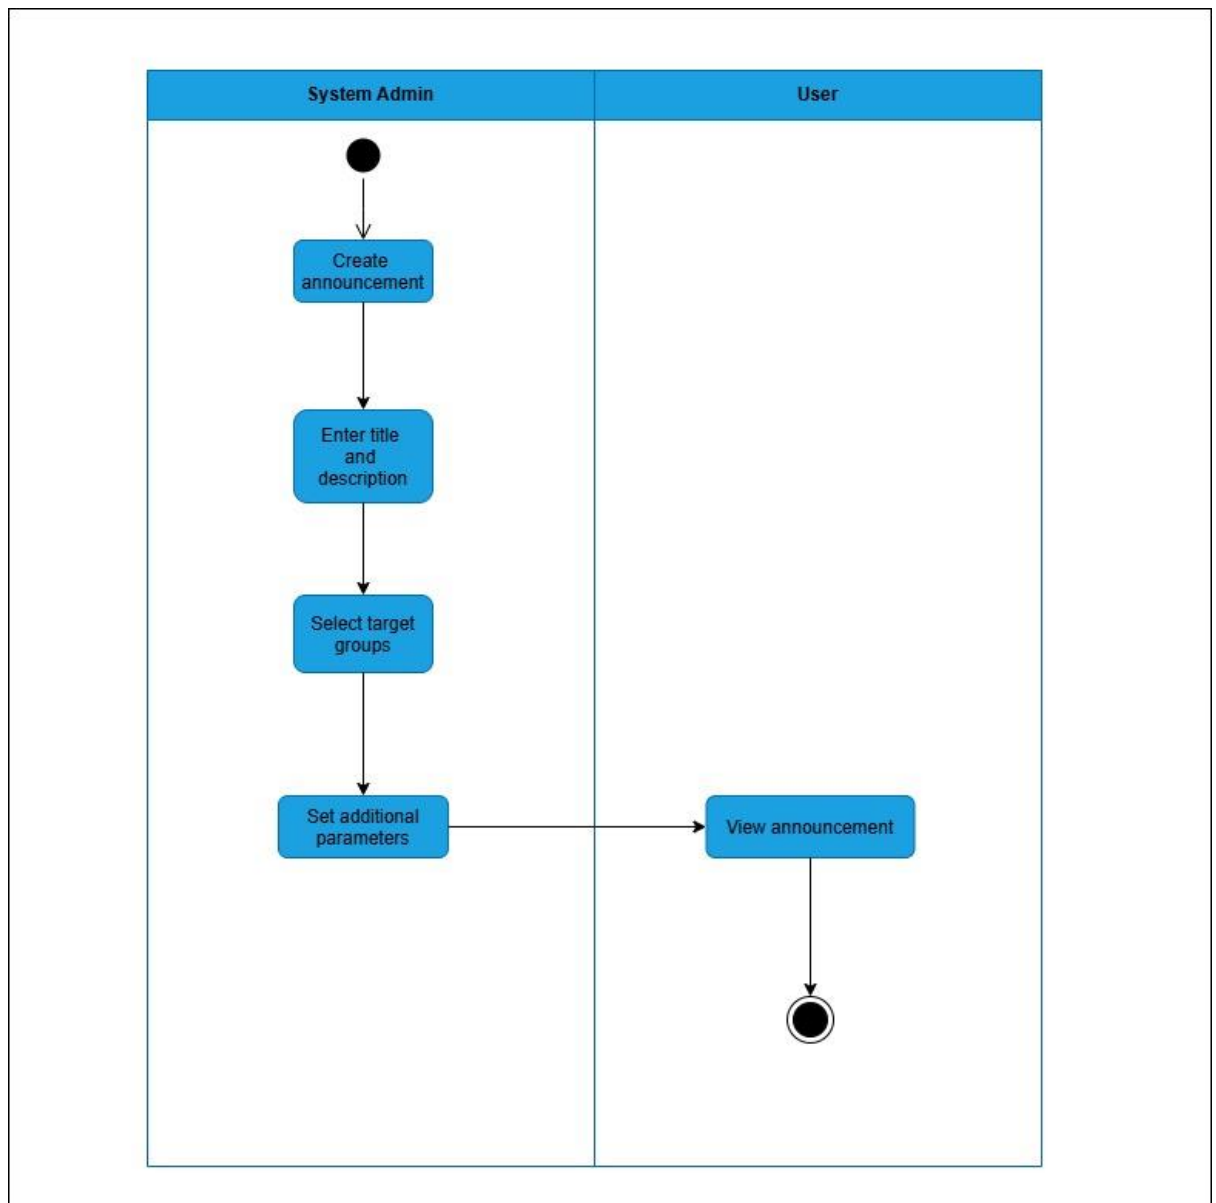 System Admin
User
Create
announcement
Enter title
and
description
Select target
groups
Set additional
parameters
View announcement